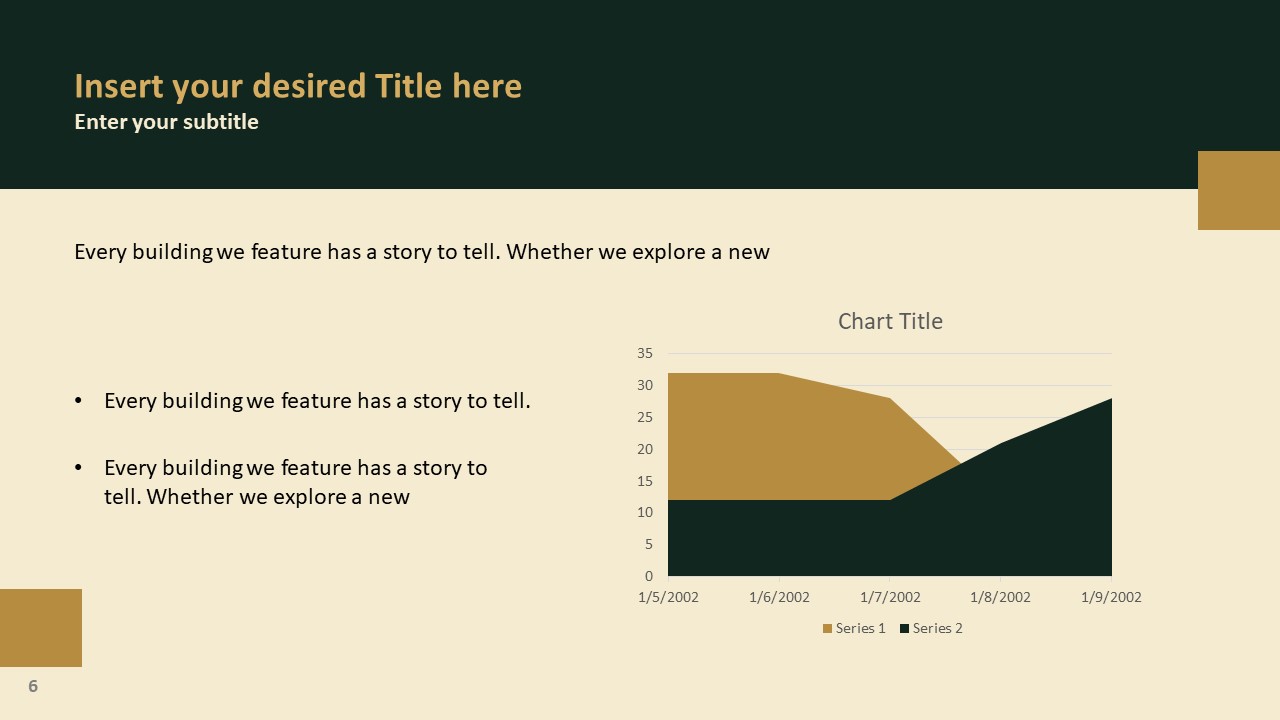 Insert your desired Title here
Enter your subtitle
Every building we feature has a story to tell. Whether we explore a new
• Every building we feature has a story to tell.
• Every building we feature has a story to
tell. Whether we explore a new
Chart Title
35
30
25
20
15
10
5
0
1/5/2002 1/6/2002 1/7/2002 1/8/2002 1/9/2002
Series 1 Series 2
6